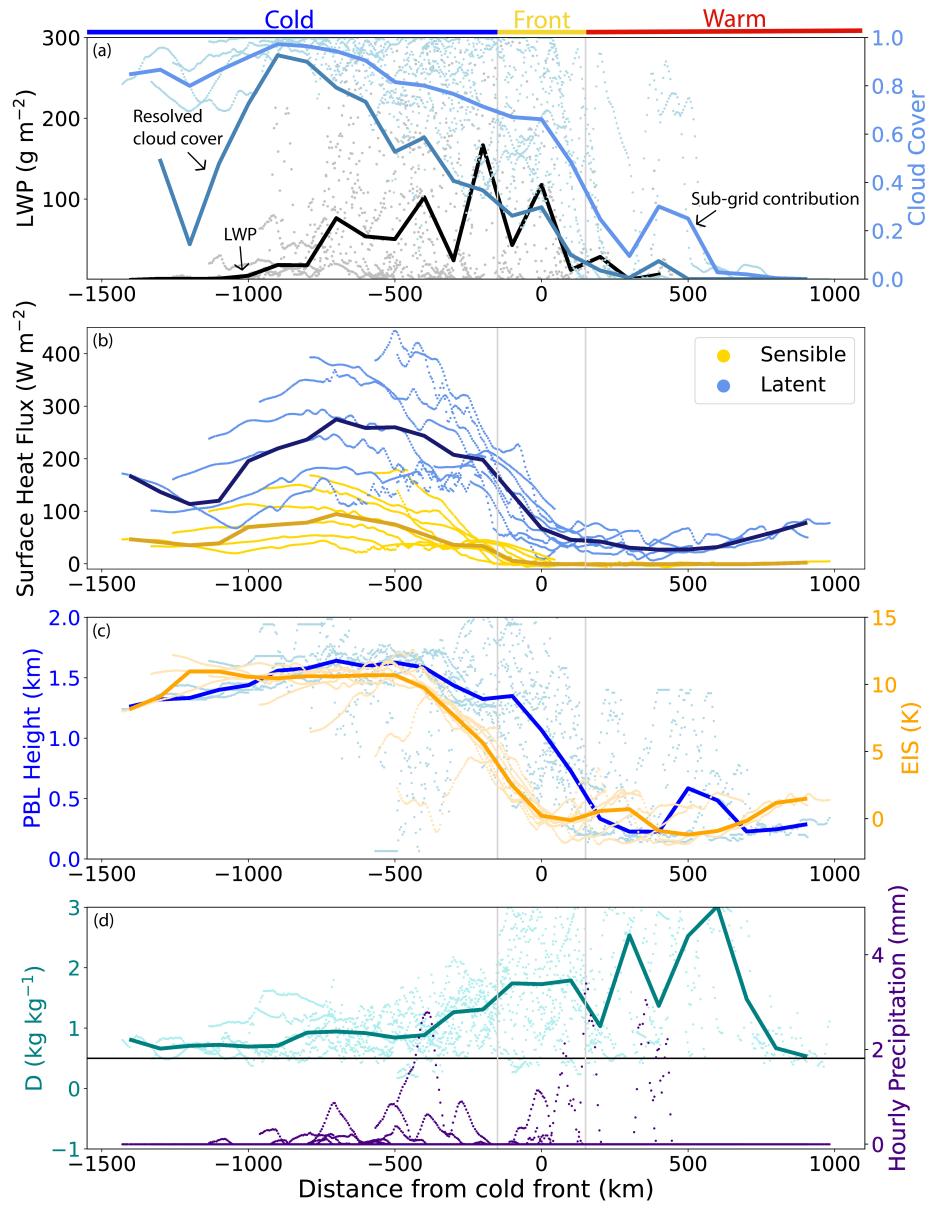 Cold Front Warm
(a)
300
200
100
LWP (g m⁻²)
Resolved
cloud cover
LWP
Sub-grid contribution
1.0
0.8
0.6
0.4
0.2
0.0
Cloud Cover
−1500 −1000 −500 0 500 1000
(b)
400
300
200
100
0
Surface Heat Flux (W m⁻²)
Sensible
Latent
−1500 −1000 −500 0 500 1000
(c)
2.0
1.5
1.0
0.5
0.0
PBL Height (km)
15
10
5
0
EIS (K)
−1500 −1000 −500 0 500 1000
(d)
3
2
1
0
−1
D (kg kg⁻¹)
4
2
0
Hourly Precipitation (mm)
−1500 −1000 −500 0 500 1000
Distance from cold front (km)